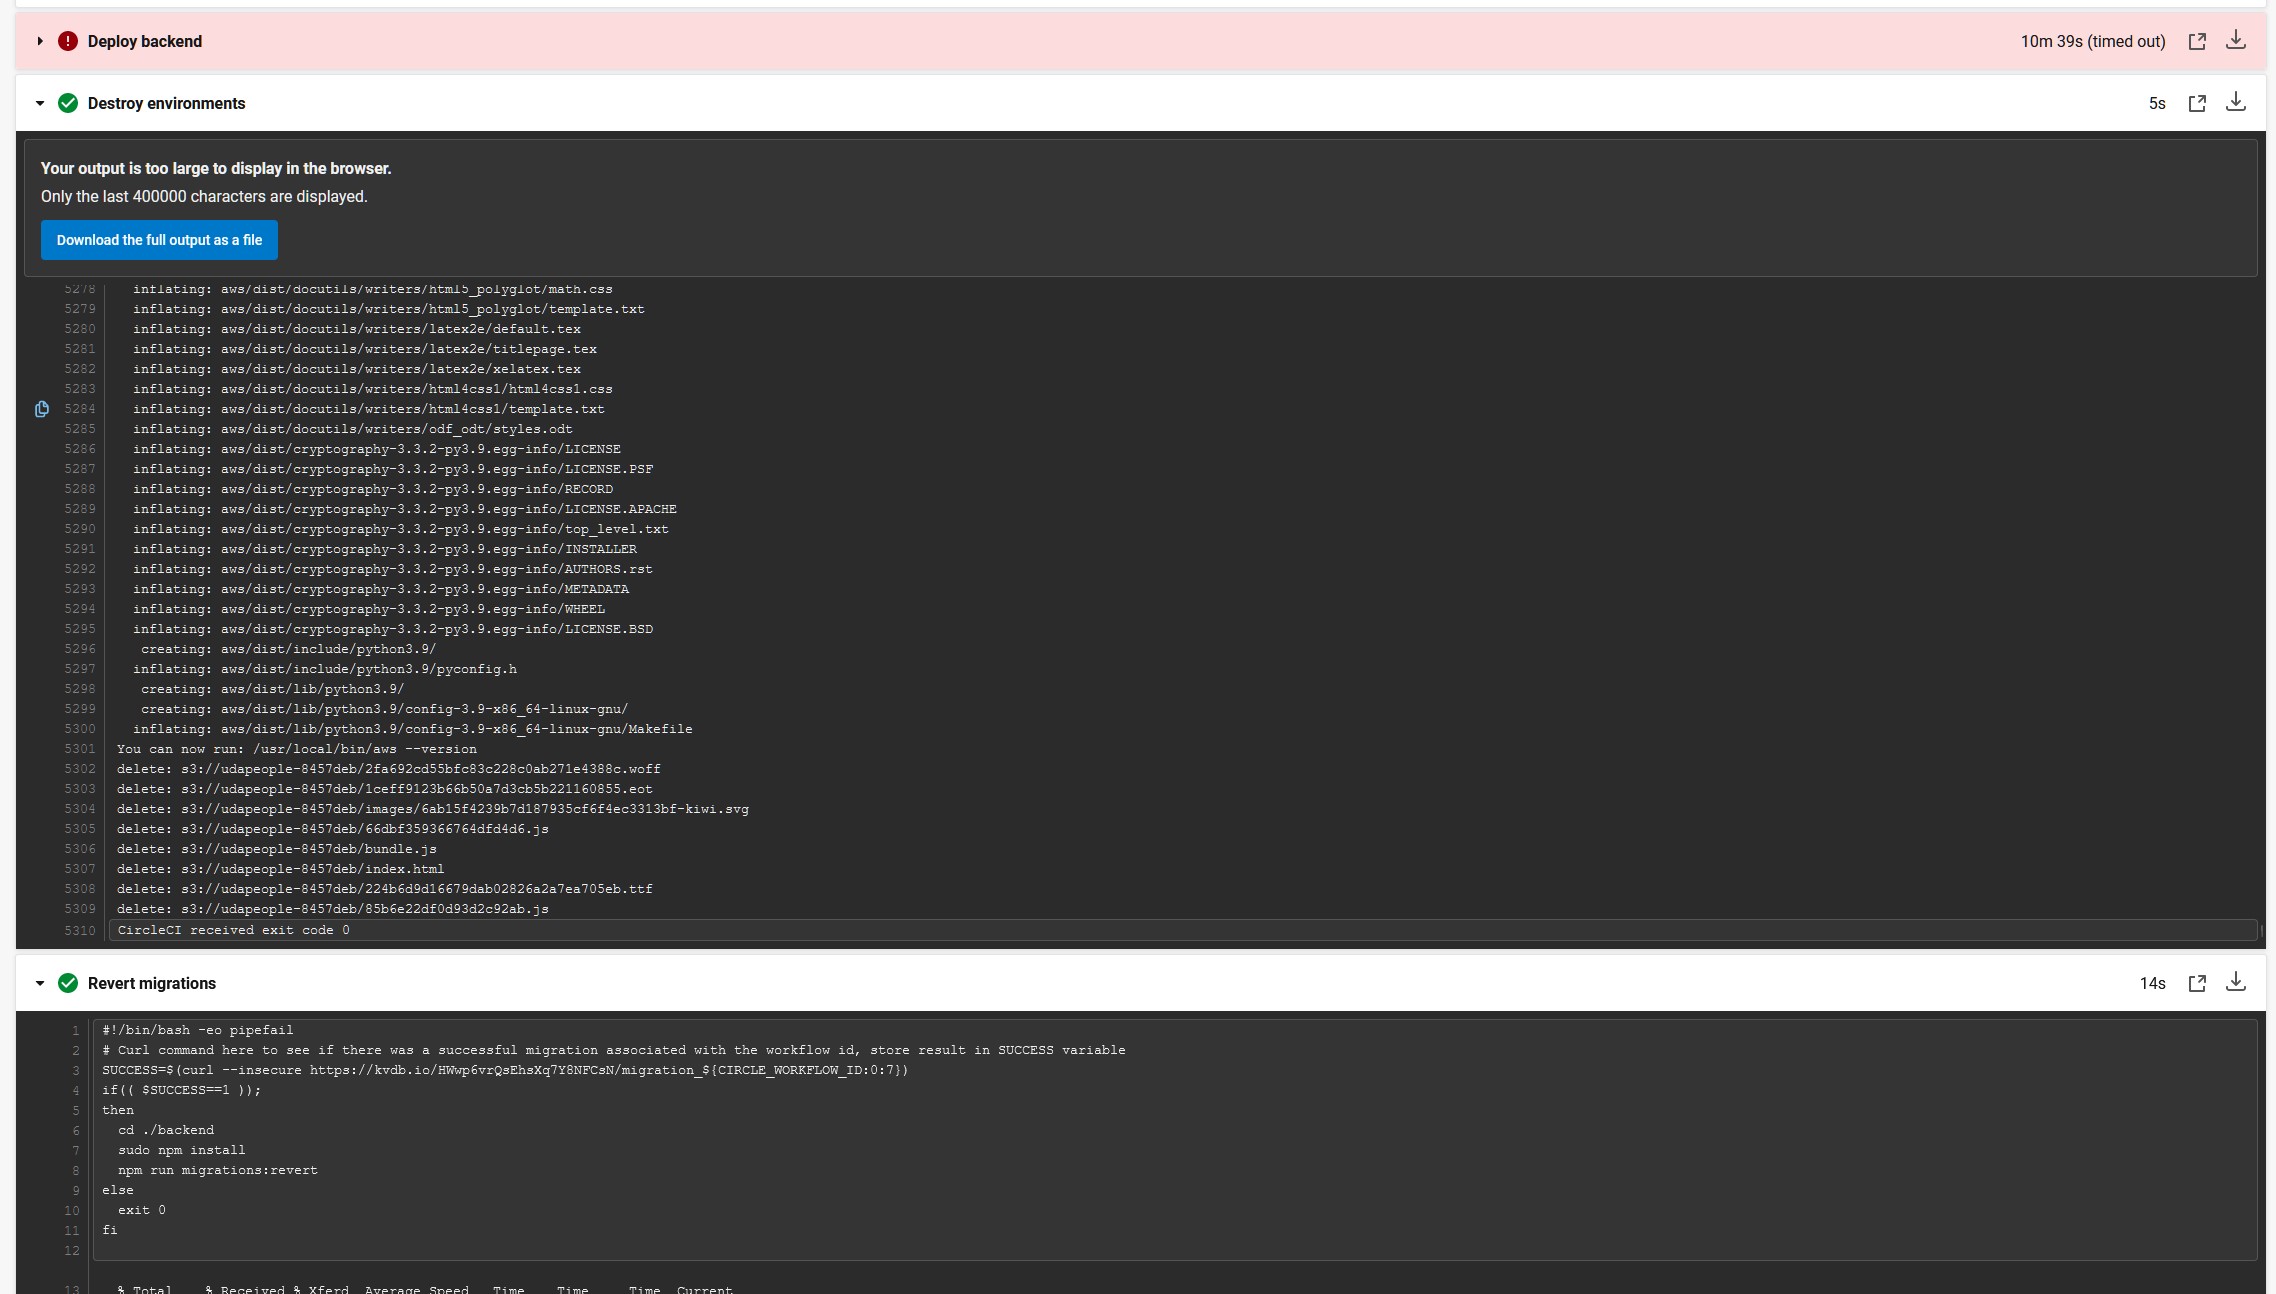 Deploy backend 10m 39s (timed out)
Destroy environments 5s
Your output is too large to display in the browser.
Only the last 400000 characters are displayed.
Download the full output as a file
5278 inflating: aws/dist/docutils/writers/html5_polyglot/math.css
5279 inflating: aws/dist/docutils/writers/html5_polyglot/template.txt
5280 inflating: aws/dist/docutils/writers/latex2e/default.tex
5281 inflating: aws/dist/docutils/writers/latex2e/titlepage.tex
5282 inflating: aws/dist/docutils/writers/latex2e/xelatex.tex
5283 inflating: aws/dist/docutils/writers/html4css1/html4css1.css
5284 inflating: aws/dist/docutils/writers/html4css1/template.txt
5285 inflating: aws/dist/docutils/writers/odf_odt/styles.odt
5286 inflating: aws/dist/cryptography-3.3.2-py3.9.egg-info/LICENSE
5287 inflating: aws/dist/cryptography-3.3.2-py3.9.egg-info/LICENSE.PSF
5288 inflating: aws/dist/cryptography-3.3.2-py3.9.egg-info/RECORD
5289 inflating: aws/dist/cryptography-3.3.2-py3.9.egg-info/LICENSE.APACHE
5290 inflating: aws/dist/cryptography-3.3.2-py3.9.egg-info/top_level.txt
5291 inflating: aws/dist/cryptography-3.3.2-py3.9.egg-info/INSTALLER
5292 inflating: aws/dist/cryptography-3.3.2-py3.9.egg-info/AUTHORS.rst
5293 inflating: aws/dist/cryptography-3.3.2-py3.9.egg-info/METADATA
5294 inflating: aws/dist/cryptography-3.3.2-py3.9.egg-info/WHEEL
5295 inflating: aws/dist/cryptography-3.3.2-py3.9.egg-info/LICENSE.BSD
5296 creating: aws/dist/include/python3.9/
5297 inflating: aws/dist/include/python3.9/pyconfig.h
5298 creating: aws/dist/lib/python3.9/
5299 creating: aws/dist/lib/python3.9/config-3.9-x86_64-linux-gnu/
5300 inflating: aws/dist/lib/python3.9/config-3.9-x86_64-linux-gnu/Makefile
5301 You can now run: /usr/local/bin/aws --version
5302 delete: s3://udapeople-8457deb/2fa692cd55bfc83c228c0ab271e4388c.woff
5303 delete: s3://udapeople-8457deb/1ceff9123b66b50a7d3cb5b221160855.eot
5304 delete: s3://udapeople-8457deb/images/6ab15f4239b7d187935cf6f4ec3313bf-kiwi.svg
5305 delete: s3://udapeople-8457deb/66dbf359366764dfd4d6.js
5306 delete: s3://udapeople-8457deb/bundle.js
5307 delete: s3://udapeople-8457deb/index.html
5308 delete: s3://udapeople-8457deb/224b6d9d16679dab02826a2a7ea705eb.ttf
5309 delete: s3://udapeople-8457deb/85b6e22df0d93d2c92ab.js
5310 CircleCI received exit code 0
Revert migrations 14s
1 #!/bin/bash -eo pipefail
2 # Curl command here to see if there was a successful migration associated with the workflow id, store result in SUCCESS variable
3 SUCCESS=$(curl --insecure https://kvdb.io/HWwp6vrQsEhsXq7Y8NFCsN/migration_${CIRCLE_WORKFLOW_ID:0:7})
4 if(( $SUCCESS==1 ));
5 then
6 cd ./backend
7 sudo npm install
8 npm run migrations:revert
9 else
10 exit 0
11 fi
12
13 % Total % Received % Xferd Average Speed Time Time Time Current